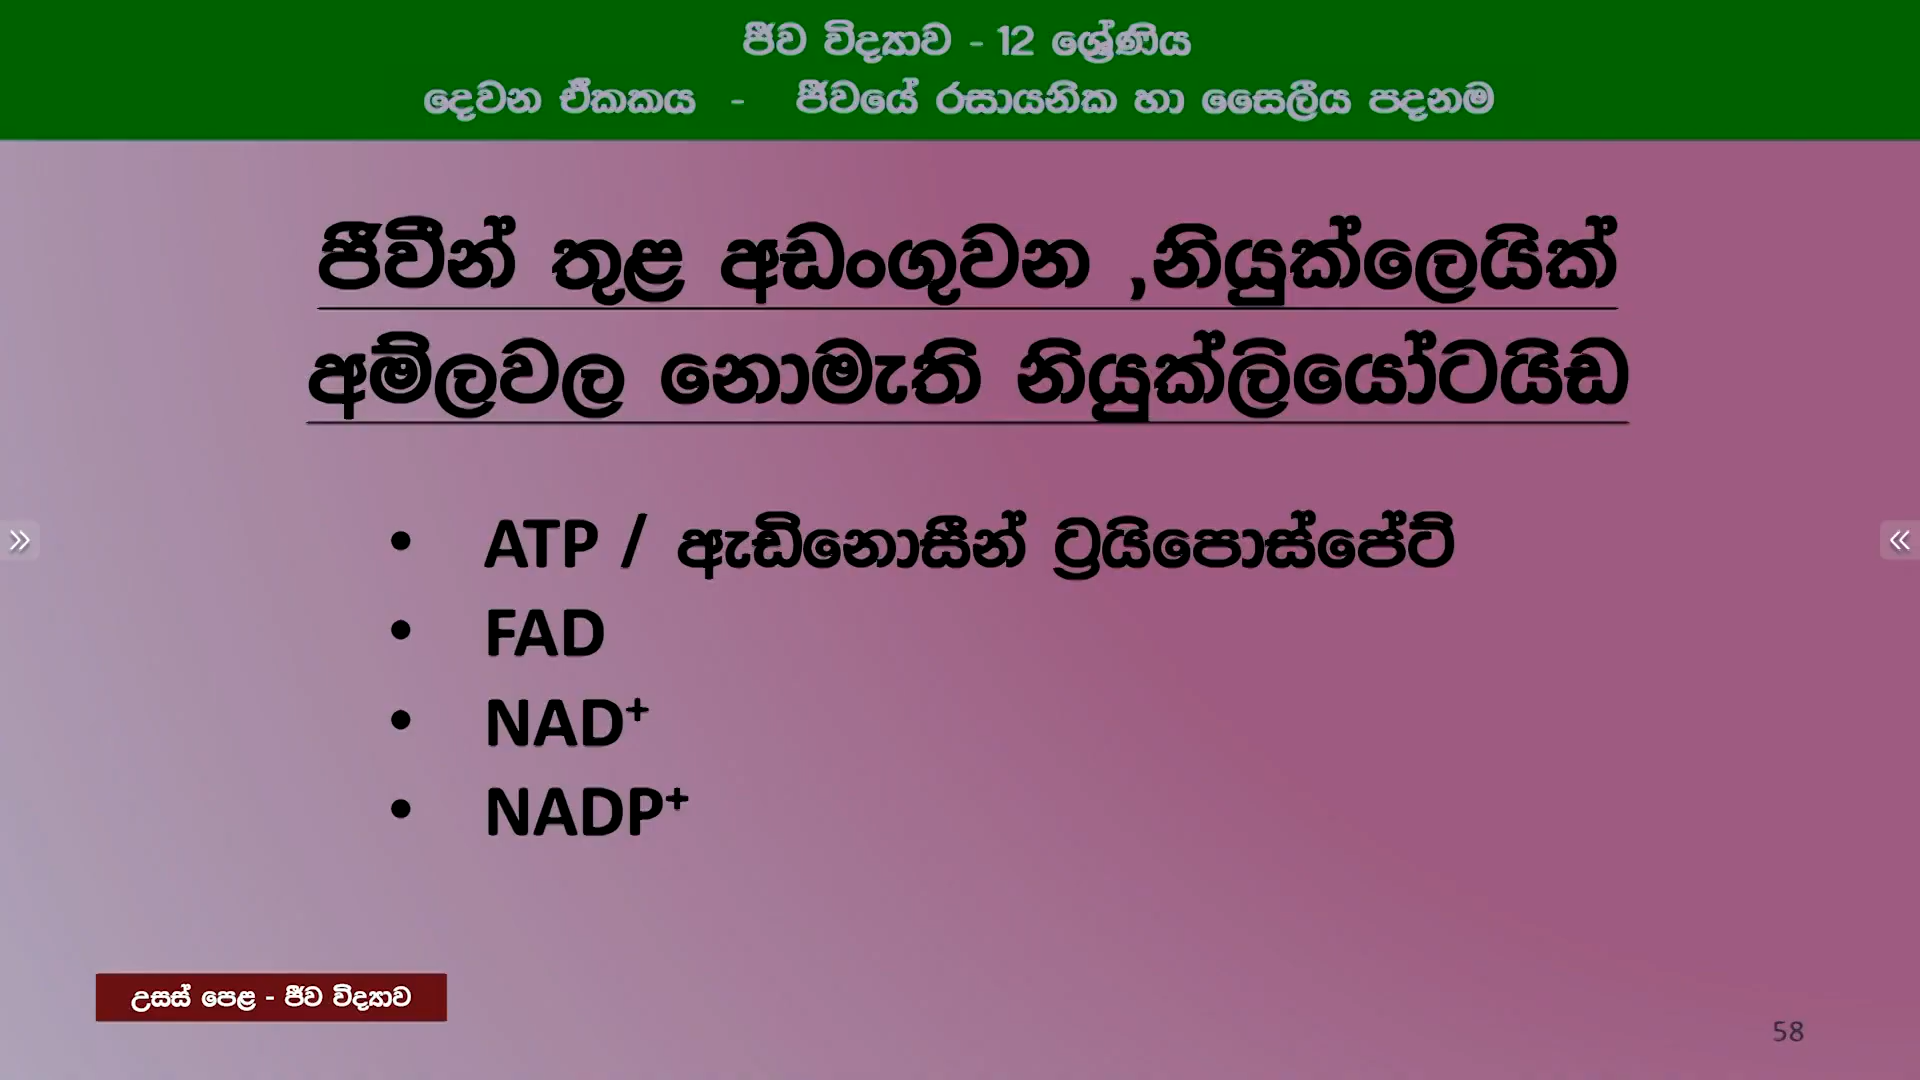 ජීව විද්‍යාව - 12 ශ්‍රේණිය
දෙවන ඒකකය - ජීවයේ රසායනික හා සෛලීය පදනම
ජීවීන් තුළ අඩංගුවන ,නියුක්ලෙයික්
අම්ලවල නොමැති නියුක්ලියෝටයිඩ
• ATP / ඇඩිනොසීන් ට්‍රයිපොස්පේට්
• FAD
• NAD⁺
• NADP⁺
උසස් පෙළ - ජීව විද්‍යාව
58